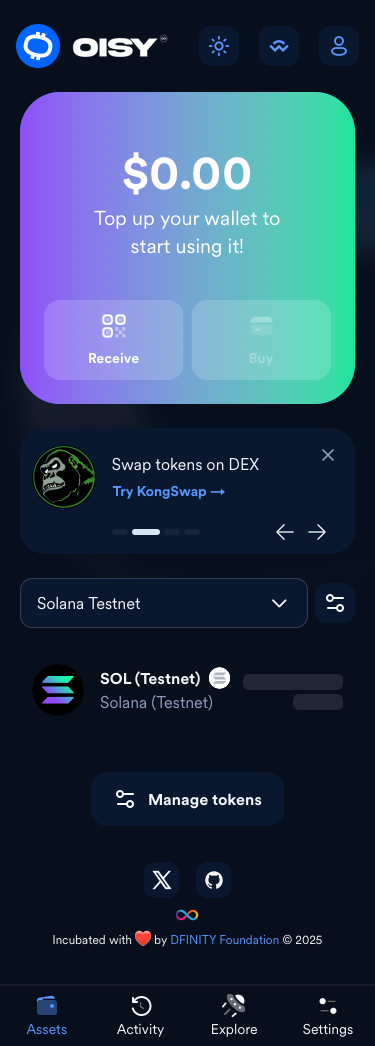 OISY
$0.00
Top up your wallet to
start using it!
Receive
Buy
Swap tokens on DEX
Try KongSwap →
Solana Testnet
SOL (Testnet)
Solana (Testnet)
Manage tokens
Incubated with ❤️ by DFINITY Foundation © 2025
Assets
Activity
Explore
Settings